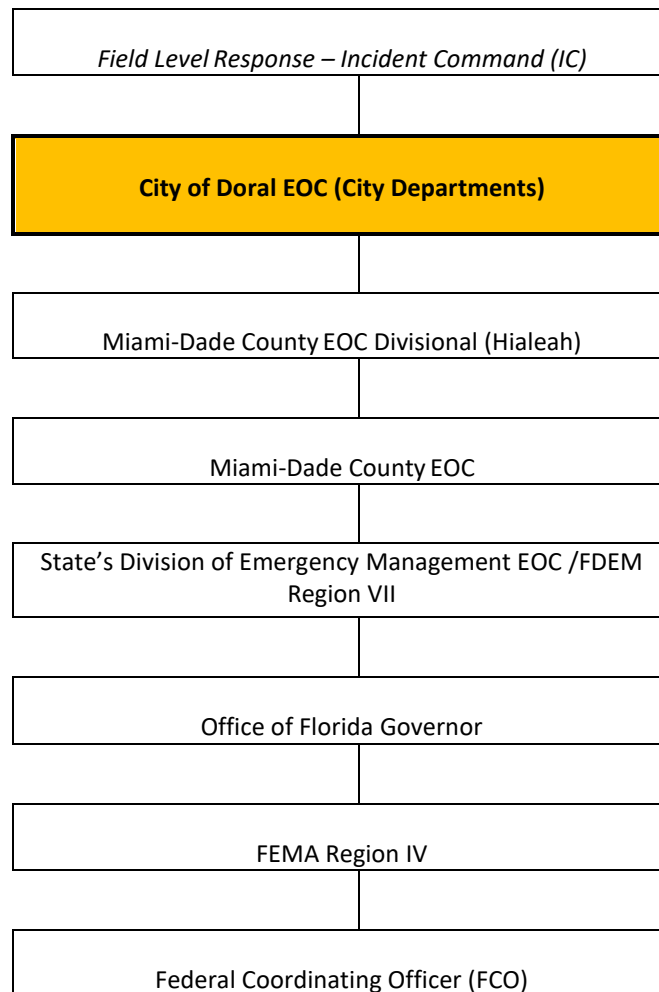 Field Level Response – Incident Command (IC)
City of Doral EOC (City Departments)
Miami-Dade County EOC Divisional (Hialeah)
Miami-Dade County EOC
State’s Division of Emergency Management EOC /FDEM
Region VII
Office of Florida Governor
FEMA Region IV
Federal Coordinating Officer (FCO)